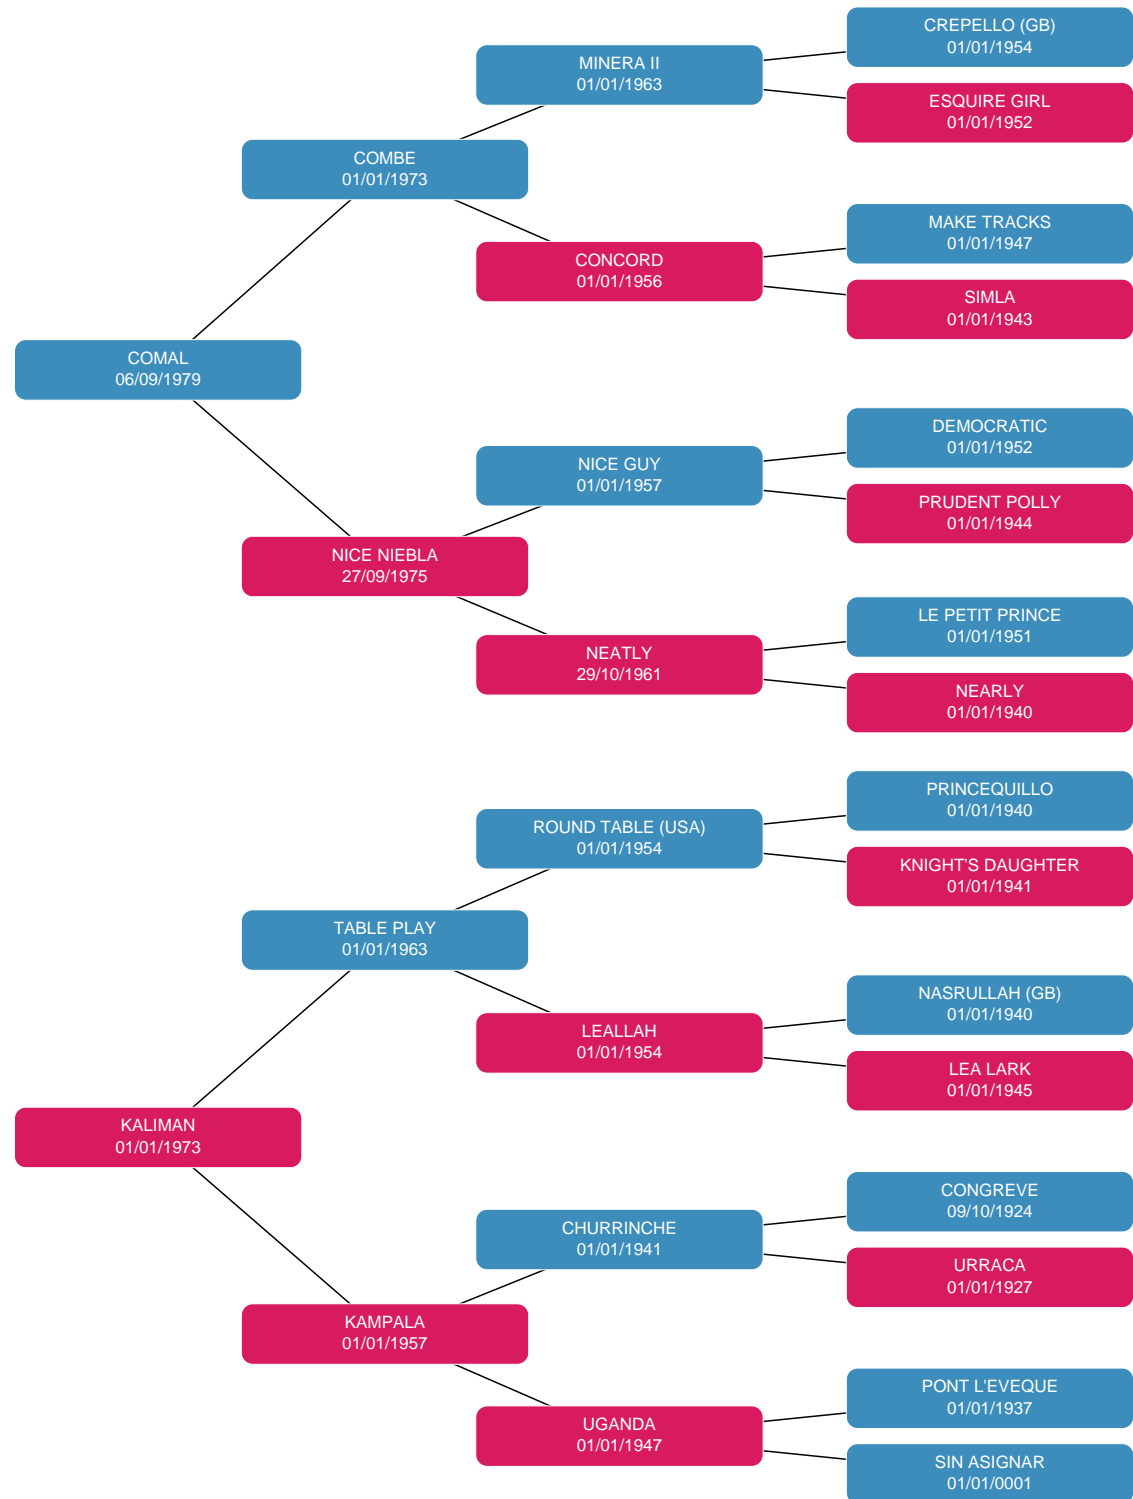 CREPELLO (GB)
01/01/1954
MINERA II
01/01/1963
ESQUIRE GIRL
01/01/1952
COMBE
01/01/1973
MAKE TRACKS
01/01/1947
CONCORD
01/01/1956
SIMLA
01/01/1943
COMAL
06/09/1979
DEMOCRATIC
01/01/1952
NICE GUY
01/01/1957
PRUDENT POLLY
01/01/1944
NICE NIEBLA
27/09/1975
LE PETIT PRINCE
01/01/1951
NEATLY
29/10/1961
NEARLY
01/01/1940
PRINCEQUILLO
01/01/1940
ROUND TABLE (USA)
01/01/1954
KNIGHT'S DAUGHTER
01/01/1941
TABLE PLAY
01/01/1963
NASRULLAH (GB)
01/01/1940
LEALLAH
01/01/1954
LEA LARK
01/01/1945
KALIMAN
01/01/1973
CONGREVE
09/10/1924
CHURRINCHE
01/01/1941
URRACA
01/01/1927
KAMPALA
01/01/1957
PONT L'EVEQUE
01/01/1937
UGANDA
01/01/1947
SIN ASIGNAR
01/01/0001